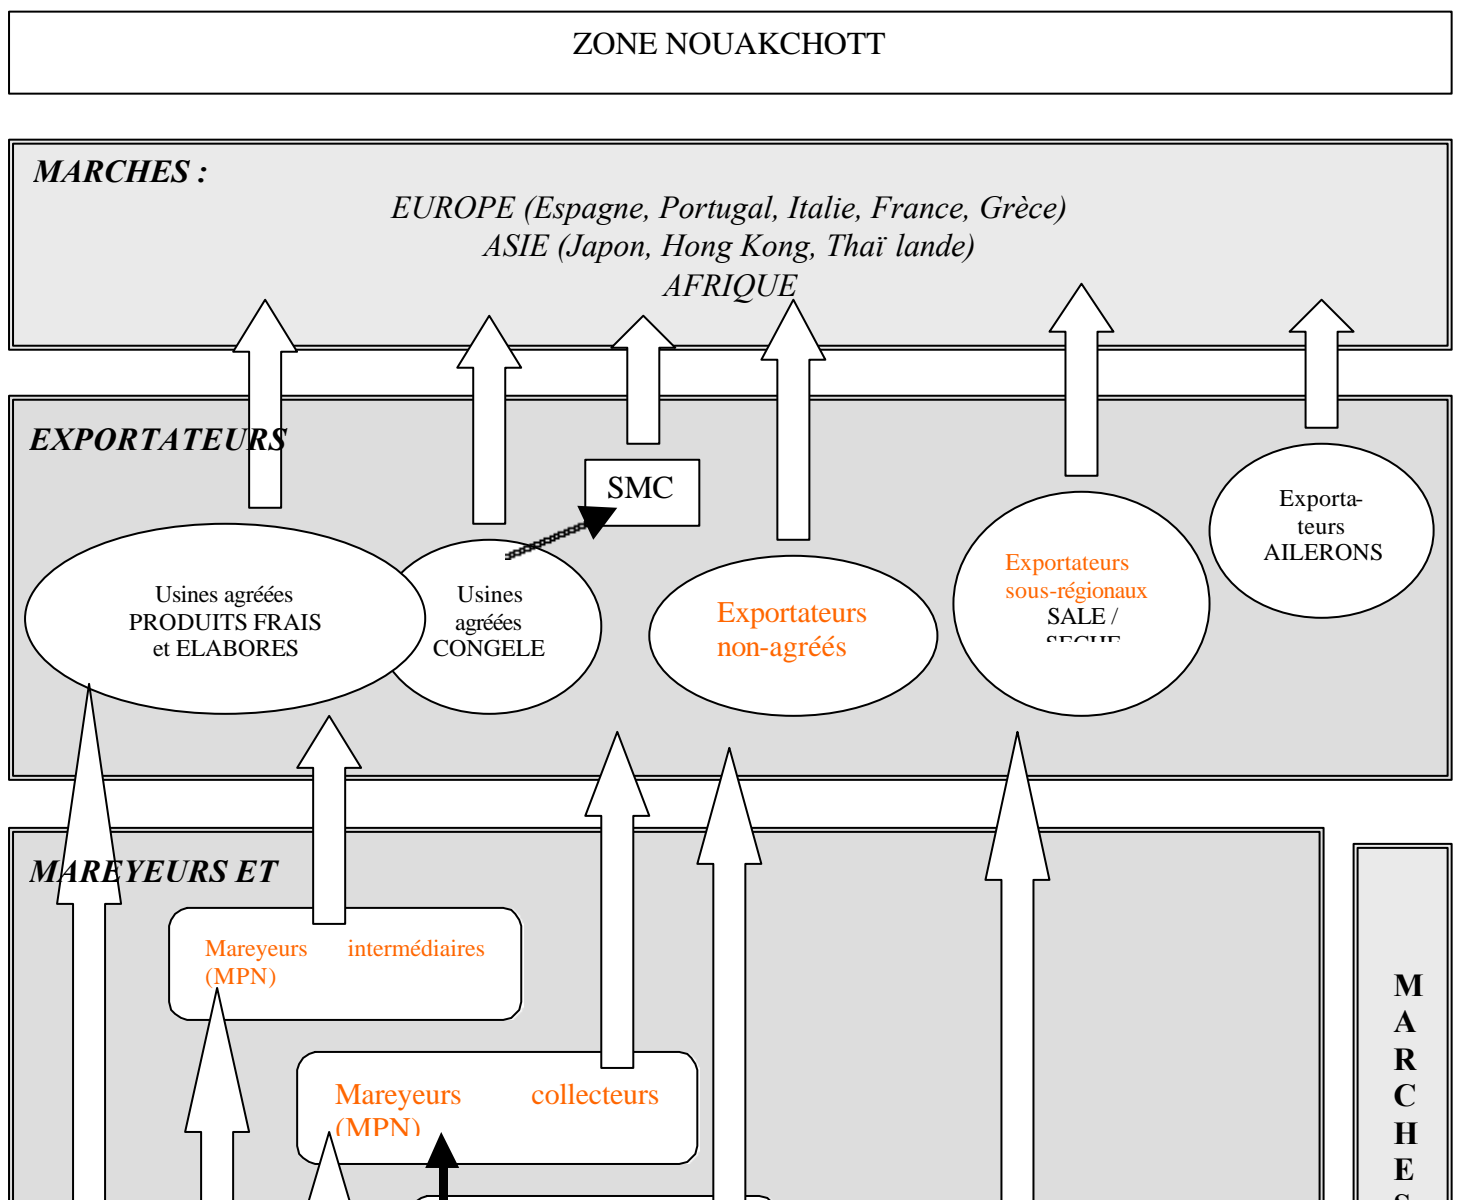 ZONE NOUAKCHOTT
MARCHES :
EUROPE (Espagne, Portugal, Italie, France, Grèce)
ASIE (Japon, Hong Kong, Thaï lande)
AFRIQUE
EXPORTATEURS
SMC
Usines agréées
PRODUITS FRAIS
et ELABORES
Usines
agréées
CONGELE
Exportateurs
non-agréés
Exportateurs
sous-régionaux
SALE /
SECHE
Exporta-
teurs
AILERONS
MAREYEURS ET
Mareyeurs intermédiaires
(MPN)
Mareyeurs collecteurs
(MPN)
M
A
R
C
H
E
S